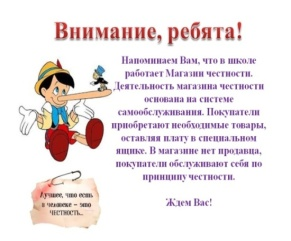 Внимание, ребята!
Напоминаем Вам, что в школе
работает Магазин честности.
Деятельность магазина честности
основана на системе
самообслуживания. Покупатели
приобретают необходимые товары,
оставляя плату в специальном
ящике. В магазине нет продавца,
покупатели обслуживают себя по
принципу честности.
Ждем Вас!
Лучшее, что есть
в человеке – это
честность...